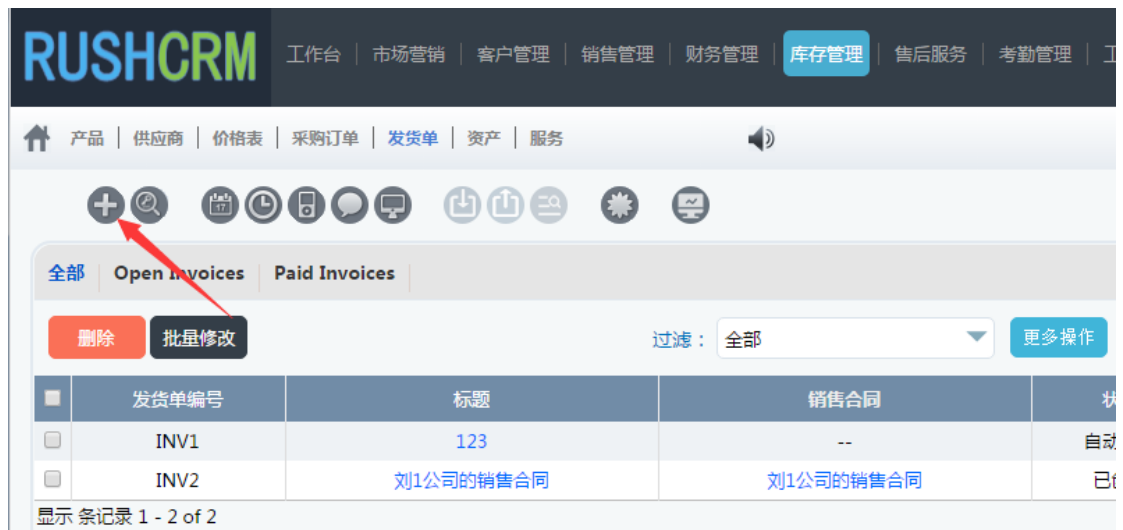 RUSHCRM 工作台 市场营销 客户管理 销售管理 财务管理 库存管理 售后服务 考勤管理
产品 供应商 价格表 采购订单 发货单 资产 服务
17
全部 Open Invoices Paid Invoices
删除 批量修改 过滤： 全部 更多操作
发货单编号 标题 销售合同
INV1 123 -- 自动
INV2 刘1公司的销售合同 刘1公司的销售合同
显示 条记录 1 - 2 of 2